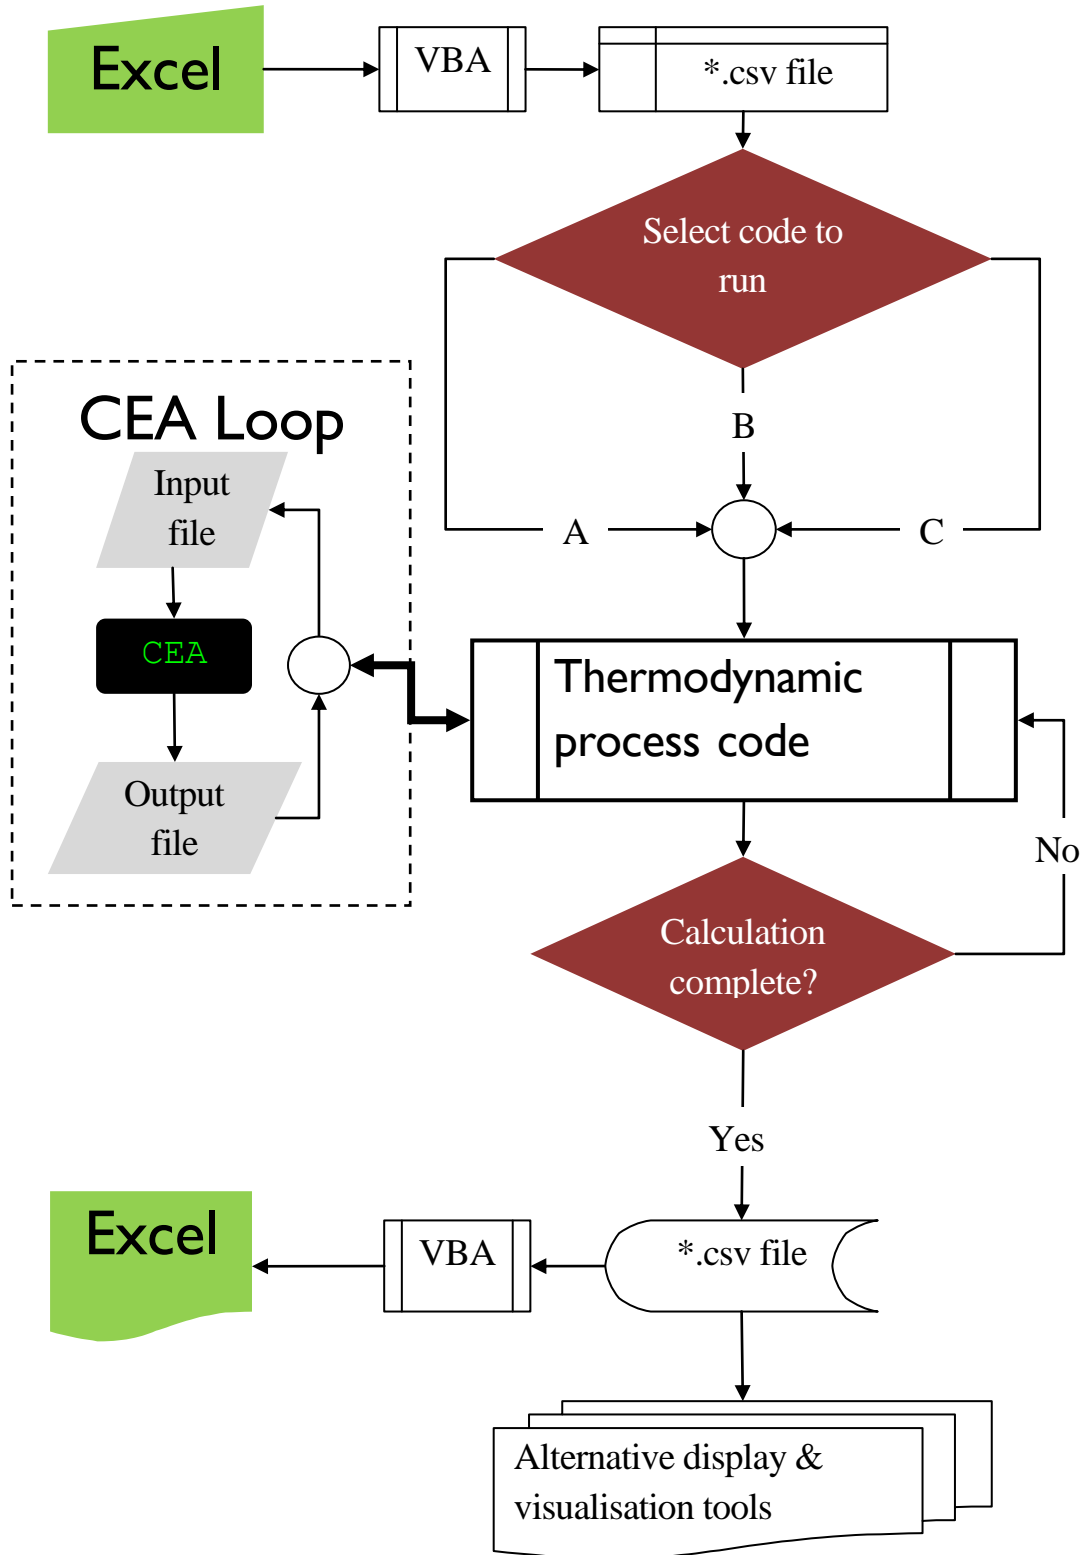 Excel
VBA
*.csv file
Select code to
run
B
A
C
CEA Loop
Input
file
CEA
Output
file
Thermodynamic
process code
No
Calculation
complete?
Yes
Excel
VBA
*.csv file
Alternative display &
visualisation tools